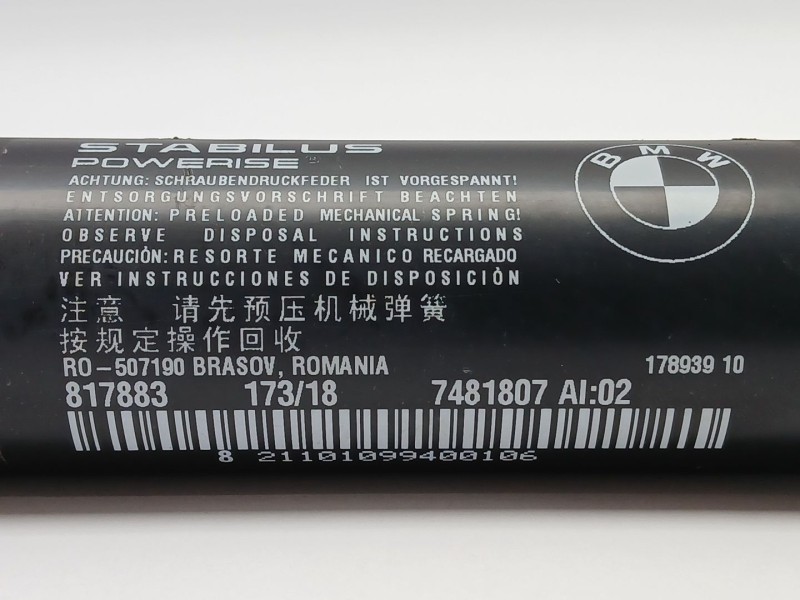 STABILUS
POWERISE
BMW
ACHTUNG: SCHRAUBENDRUCKFEDER IST VORGESPANNT!
ENTSORGUNGSVORSCHRIFT BEACHTEN
ATTENTION: PRELOADED MECHANICAL SPRING!
OBSERVE DISPOSAL INSTRUCTIONS
PRECAUCIÓN: RESORTE MECANICO RECARGADO
VER INSTRUCCIONES DE DISPOSICIÓN
注意 请先预压机械弹簧
按规定操作回收
RO-507190 BRASOV, ROMANIA 178939 10
817883 173/18 7481807 AI:02
8 21101099400106